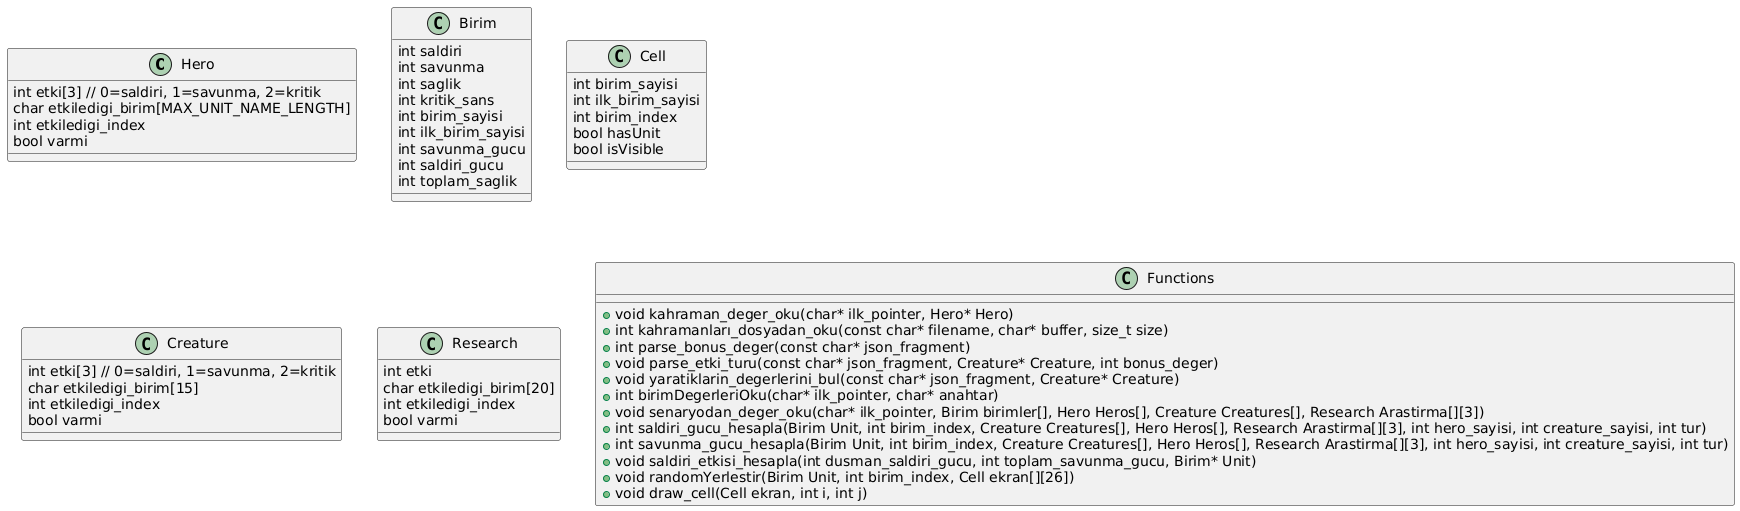 C Hero
int etki[3] // 0=saldiri, 1=savunma, 2=kritik
char etkiledigi_birim[MAX_UNIT_NAME_LENGTH]
int etkiledigi_index
bool varmi
C Birim
int saldiri
int savunma
int saglik
int kritik_sans
int birim_sayisi
int ilk_birim_sayisi
int savunma_gucu
int saldiri_gucu
int toplam_saglik
C Cell
int birim_sayisi
int ilk_birim_sayisi
int birim_index
bool hasUnit
bool isVisible
C Creature
int etki[3] // 0=saldiri, 1=savunma, 2=kritik
char etkiledigi_birim[15]
int etkiledigi_index
bool varmi
C Research
int etki
char etkiledigi_birim[20]
int etkiledigi_index
bool varmi
C Functions
void kahraman_deger_oku(char* ilk_pointer, Hero* Hero)
int kahramanları_dosyadan_oku(const char* filename, char* buffer, size_t size)
int parse_bonus_deger(const char* json_fragment)
void parse_etki_turu(const char* json_fragment, Creature* Creature, int bonus_deger)
void yaratiklarin_degerlerini_bul(const char* json_fragment, Creature* Creature)
int birimDegerleriOku(char* ilk_pointer, char* anahtar)
void senaryodan_deger_oku(char* ilk_pointer, Birim birimler[], Hero Heros[], Creature Creatures[], Research Arastirma[][3])
int saldiri_gucu_hesapla(Birim Unit, int birim_index, Creature Creatures[], Hero Heros[], Research Arastirma[][3], int hero_sayisi, int creature_sayisi, int tur)
int savunma_gucu_hesapla(Birim Unit, int birim_index, Creature Creatures[], Hero Heros[], Research Arastirma[][3], int hero_sayisi, int creature_sayisi, int tur)
void saldiri_etkisi_hesapla(int dusman_saldiri_gucu, int toplam_savunma_gucu, Birim* Unit)
void randomYerlestir(Birim Unit, int birim_index, Cell ekran[][26])
void draw_cell(Cell ekran, int i, int j)